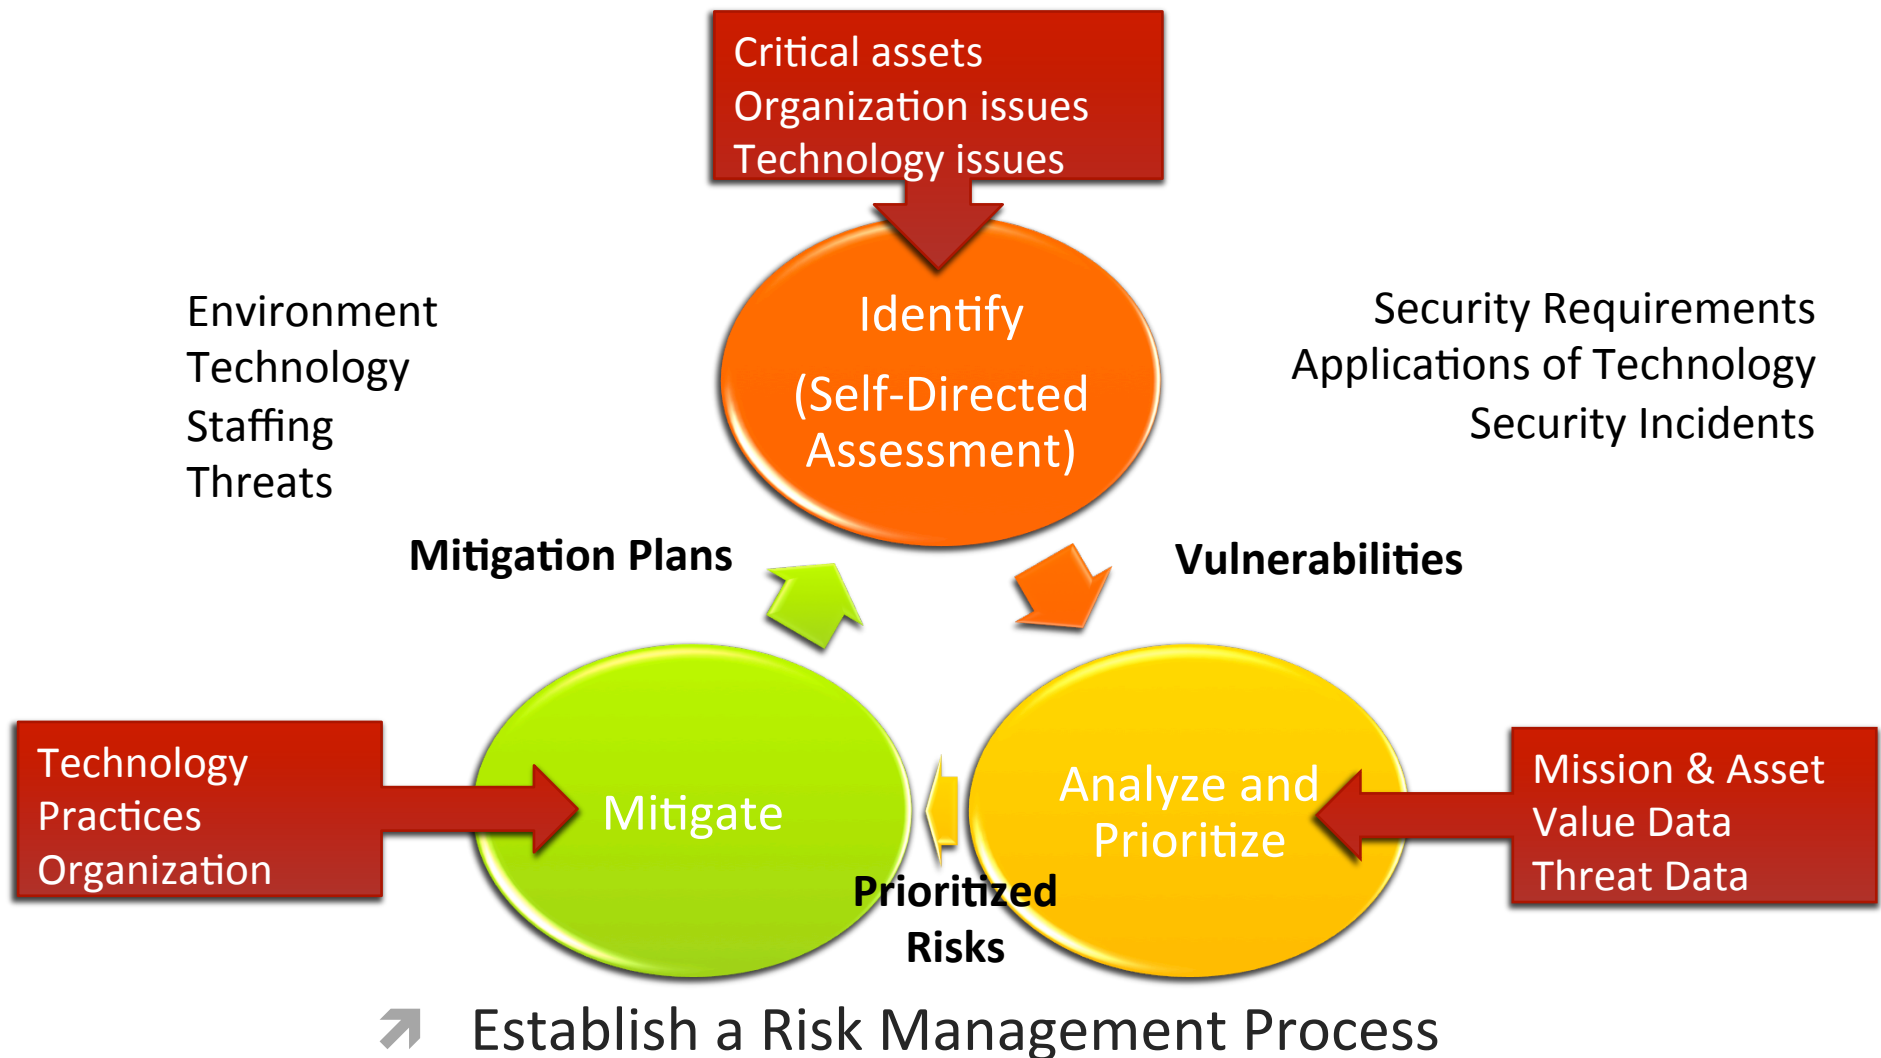 Critical assets
Organization issues
Technology issues
Identify
(Self-Directed
Assessment)
Environment
Technology
Staffing
Threats
Security Requirements
Applications of Technology
Security Incidents
Mitigation Plans
Vulnerabilities
Technology
Practices
Organization
Mitigate
Analyze and
Prioritize
Mission & Asset
Value Data
Threat Data
Prioritized
Risks
Establish a Risk Management Process